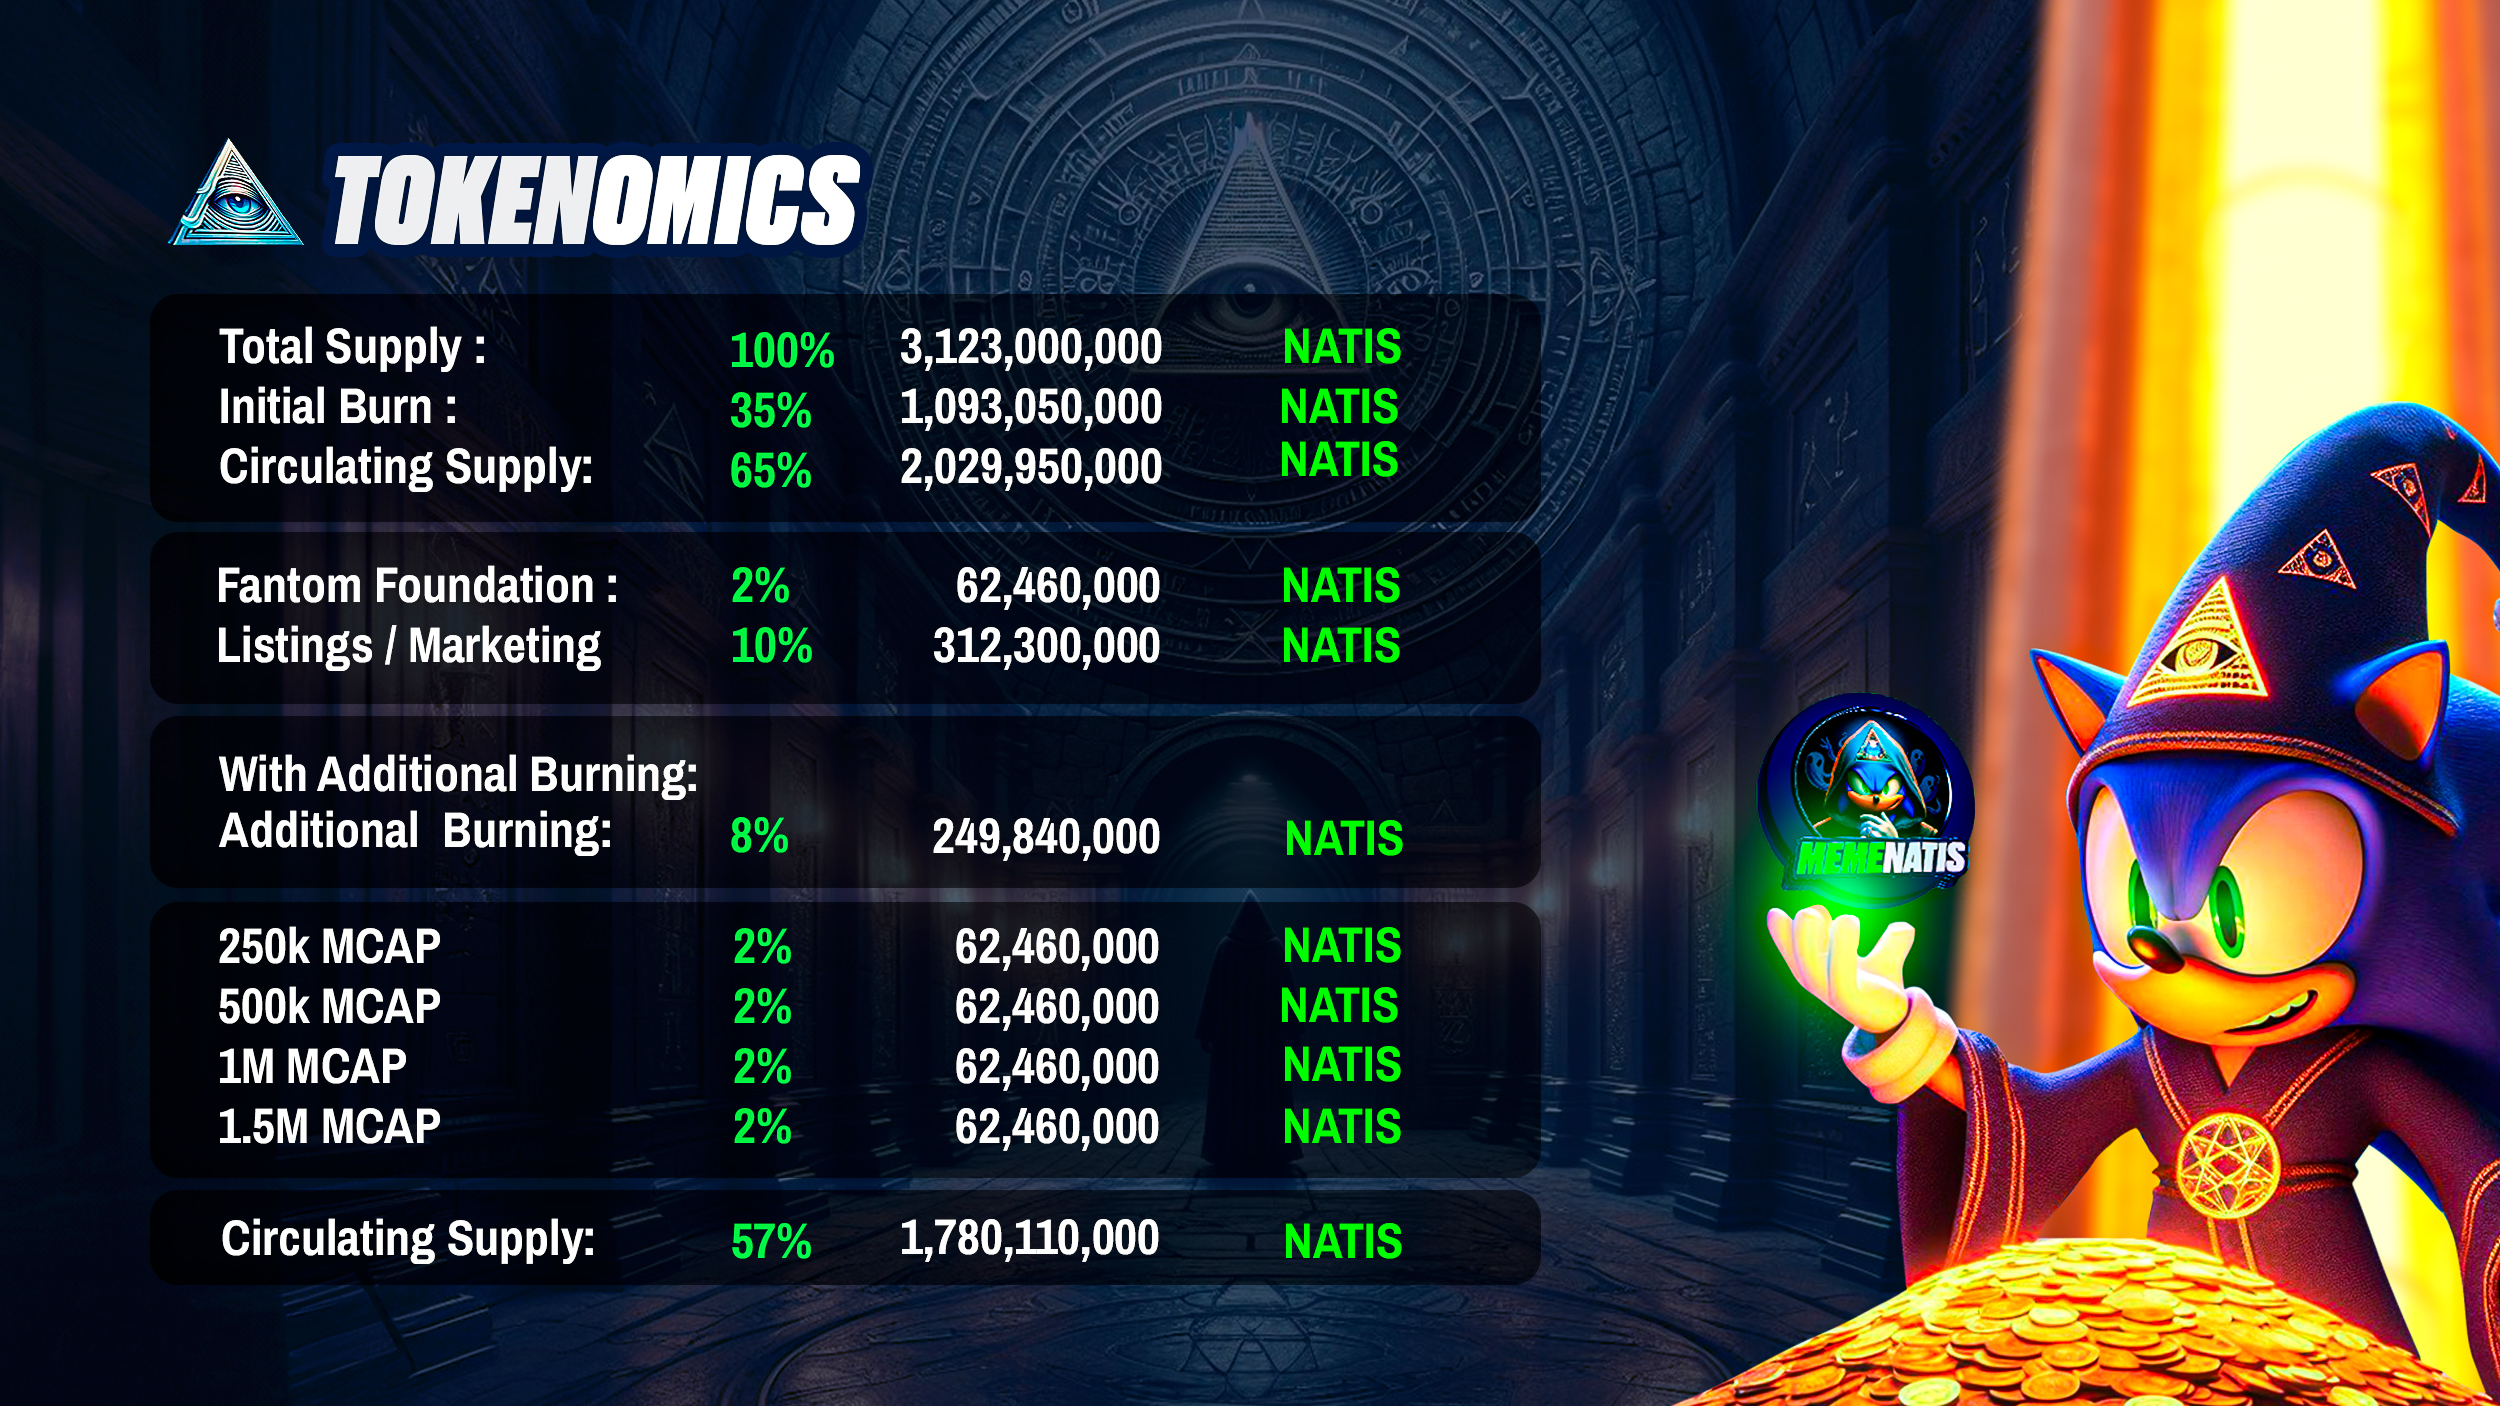 TOKENOMICS
Total Supply : 100% 3,123,000,000 NATIS
Initial Burn : 35% 1,093,050,000 NATIS
Circulating Supply: 65% 2,029,950,000 NATIS
Fantom Foundation : 2% 62,460,000 NATIS
Listings / Marketing 10% 312,300,000 NATIS
With Additional Burning:
Additional Burning: 8% 249,840,000 NATIS
250k MCAP 2% 62,460,000 NATIS
500k MCAP 2% 62,460,000 NATIS
1M MCAP 2% 62,460,000 NATIS
1.5M MCAP 2% 62,460,000 NATIS
Circulating Supply: 57% 1,780,110,000 NATIS
MEMENATIS